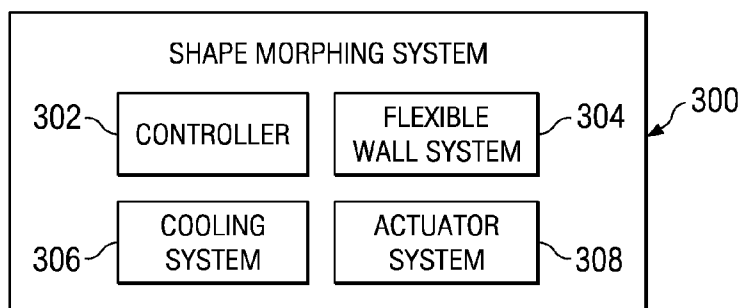 SHAPE MORPHING SYSTEM
302 CONTROLLER
FLEXIBLE
WALL SYSTEM 304
300
306 COOLING
SYSTEM
ACTUATOR
SYSTEM 308